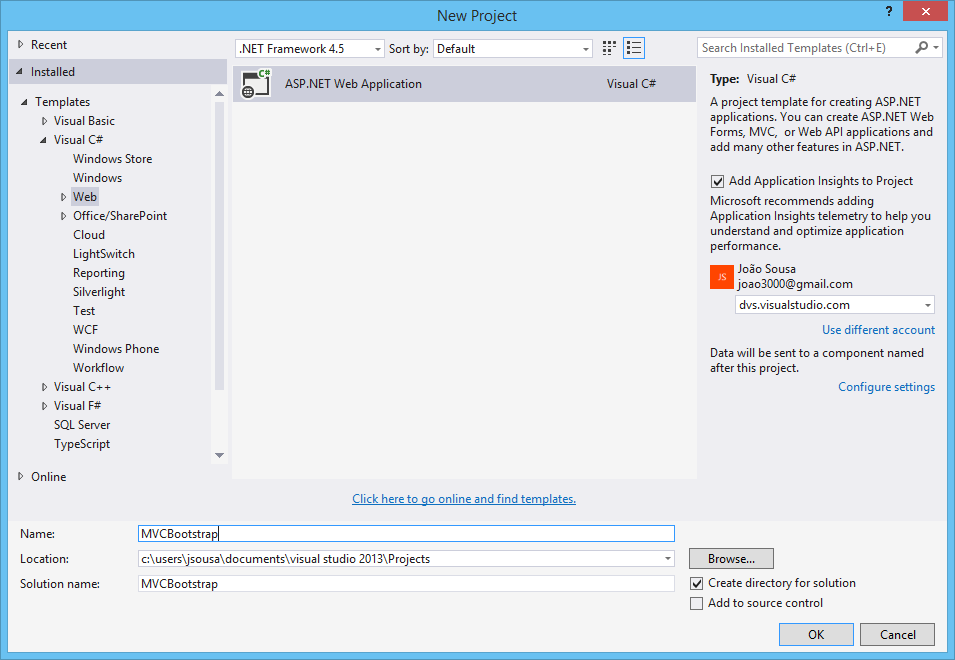 New Project
?
Recent
Installed
Templates
Visual Basic
Visual C#
Windows Store
Windows
Web
Office/SharePoint
Cloud
LightSwitch
Reporting
Silverlight
Test
WCF
Windows Phone
Workflow
Visual C++
Visual F#
SQL Server
TypeScript
Online
.NET Framework 4.5 Sort by: Default
C# ASP.NET Web Application Visual C#
Search Installed Templates (Ctrl+E)
Type: Visual C#
A project template for creating ASP.NET
applications. You can create ASP.NET Web
Forms, MVC,  or Web API applications and
add many other features in ASP.NET.
Add Application Insights to Project
Microsoft recommends adding
Application Insights telemetry to help you
understand and optimize application
performance.
JS
João Sousa
joao3000@gmail.com
dvs.visualstudio.com
Use different account
Data will be sent to a component named
after this project.
Configure settings
Click here to go online and find templates.
Name: MVCBootstrap
Location: c:\users\jsousa\documents\visual studio 2013\Projects Browse...
Solution name: MVCBootstrap Create directory for solution
Add to source control
OK Cancel